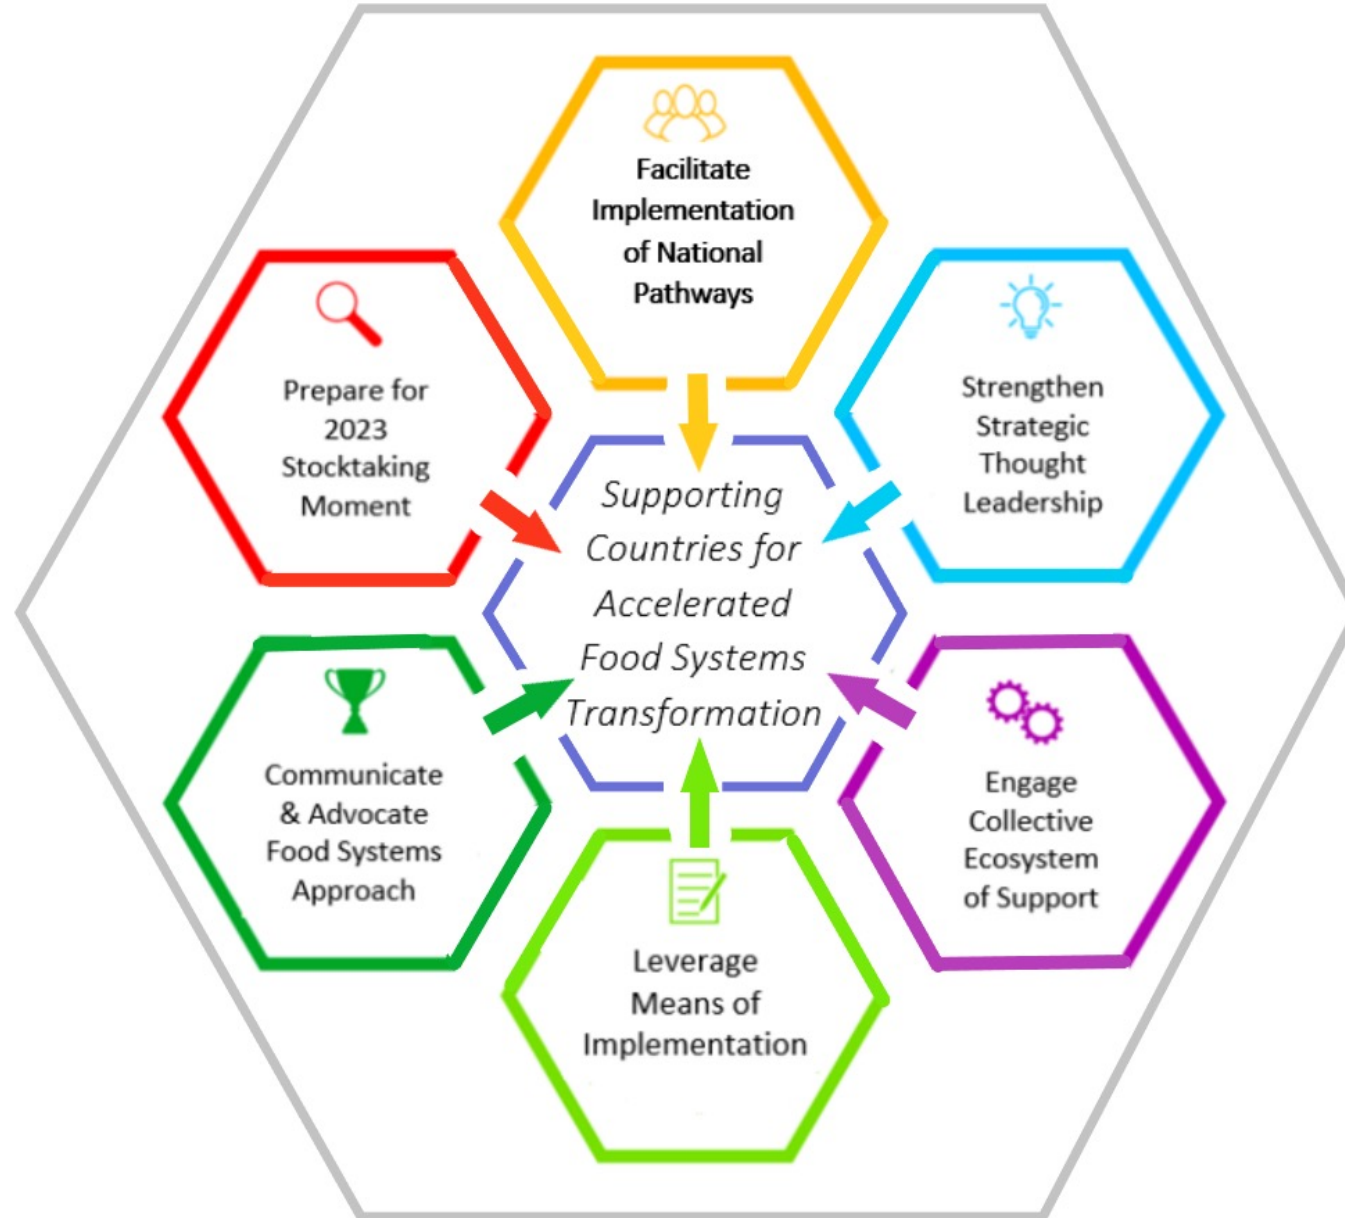 Facilitate
Implementation
of National
Pathways
Strengthen
Strategic
Thought
Leadership
Engage
Collective
Ecosystem
of Support
Leverage
Means of
Implementation
Communicate
& Advocate
Food Systems
Approach
Prepare for
2023
Stocktaking
Moment
Supporting
Countries for
Accelerated
Food Systems
Transformation